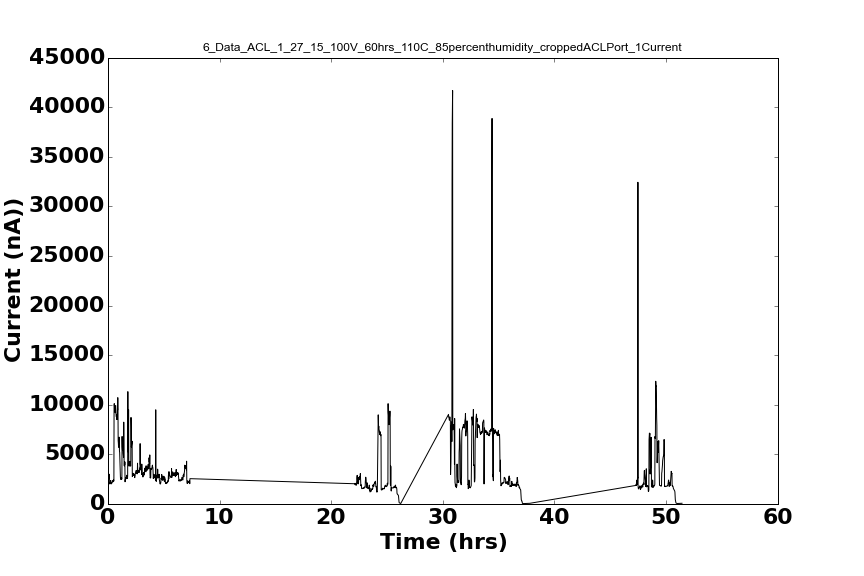 6_Data_ACL_1_27_15_100V_60hrs_110C_85percenthumidity_croppedACLPort_1Current
45000
40000
35000
30000
25000
20000
15000
10000
5000
0
Current (nA))
0 10 20 30 40 50 60
Time (hrs)